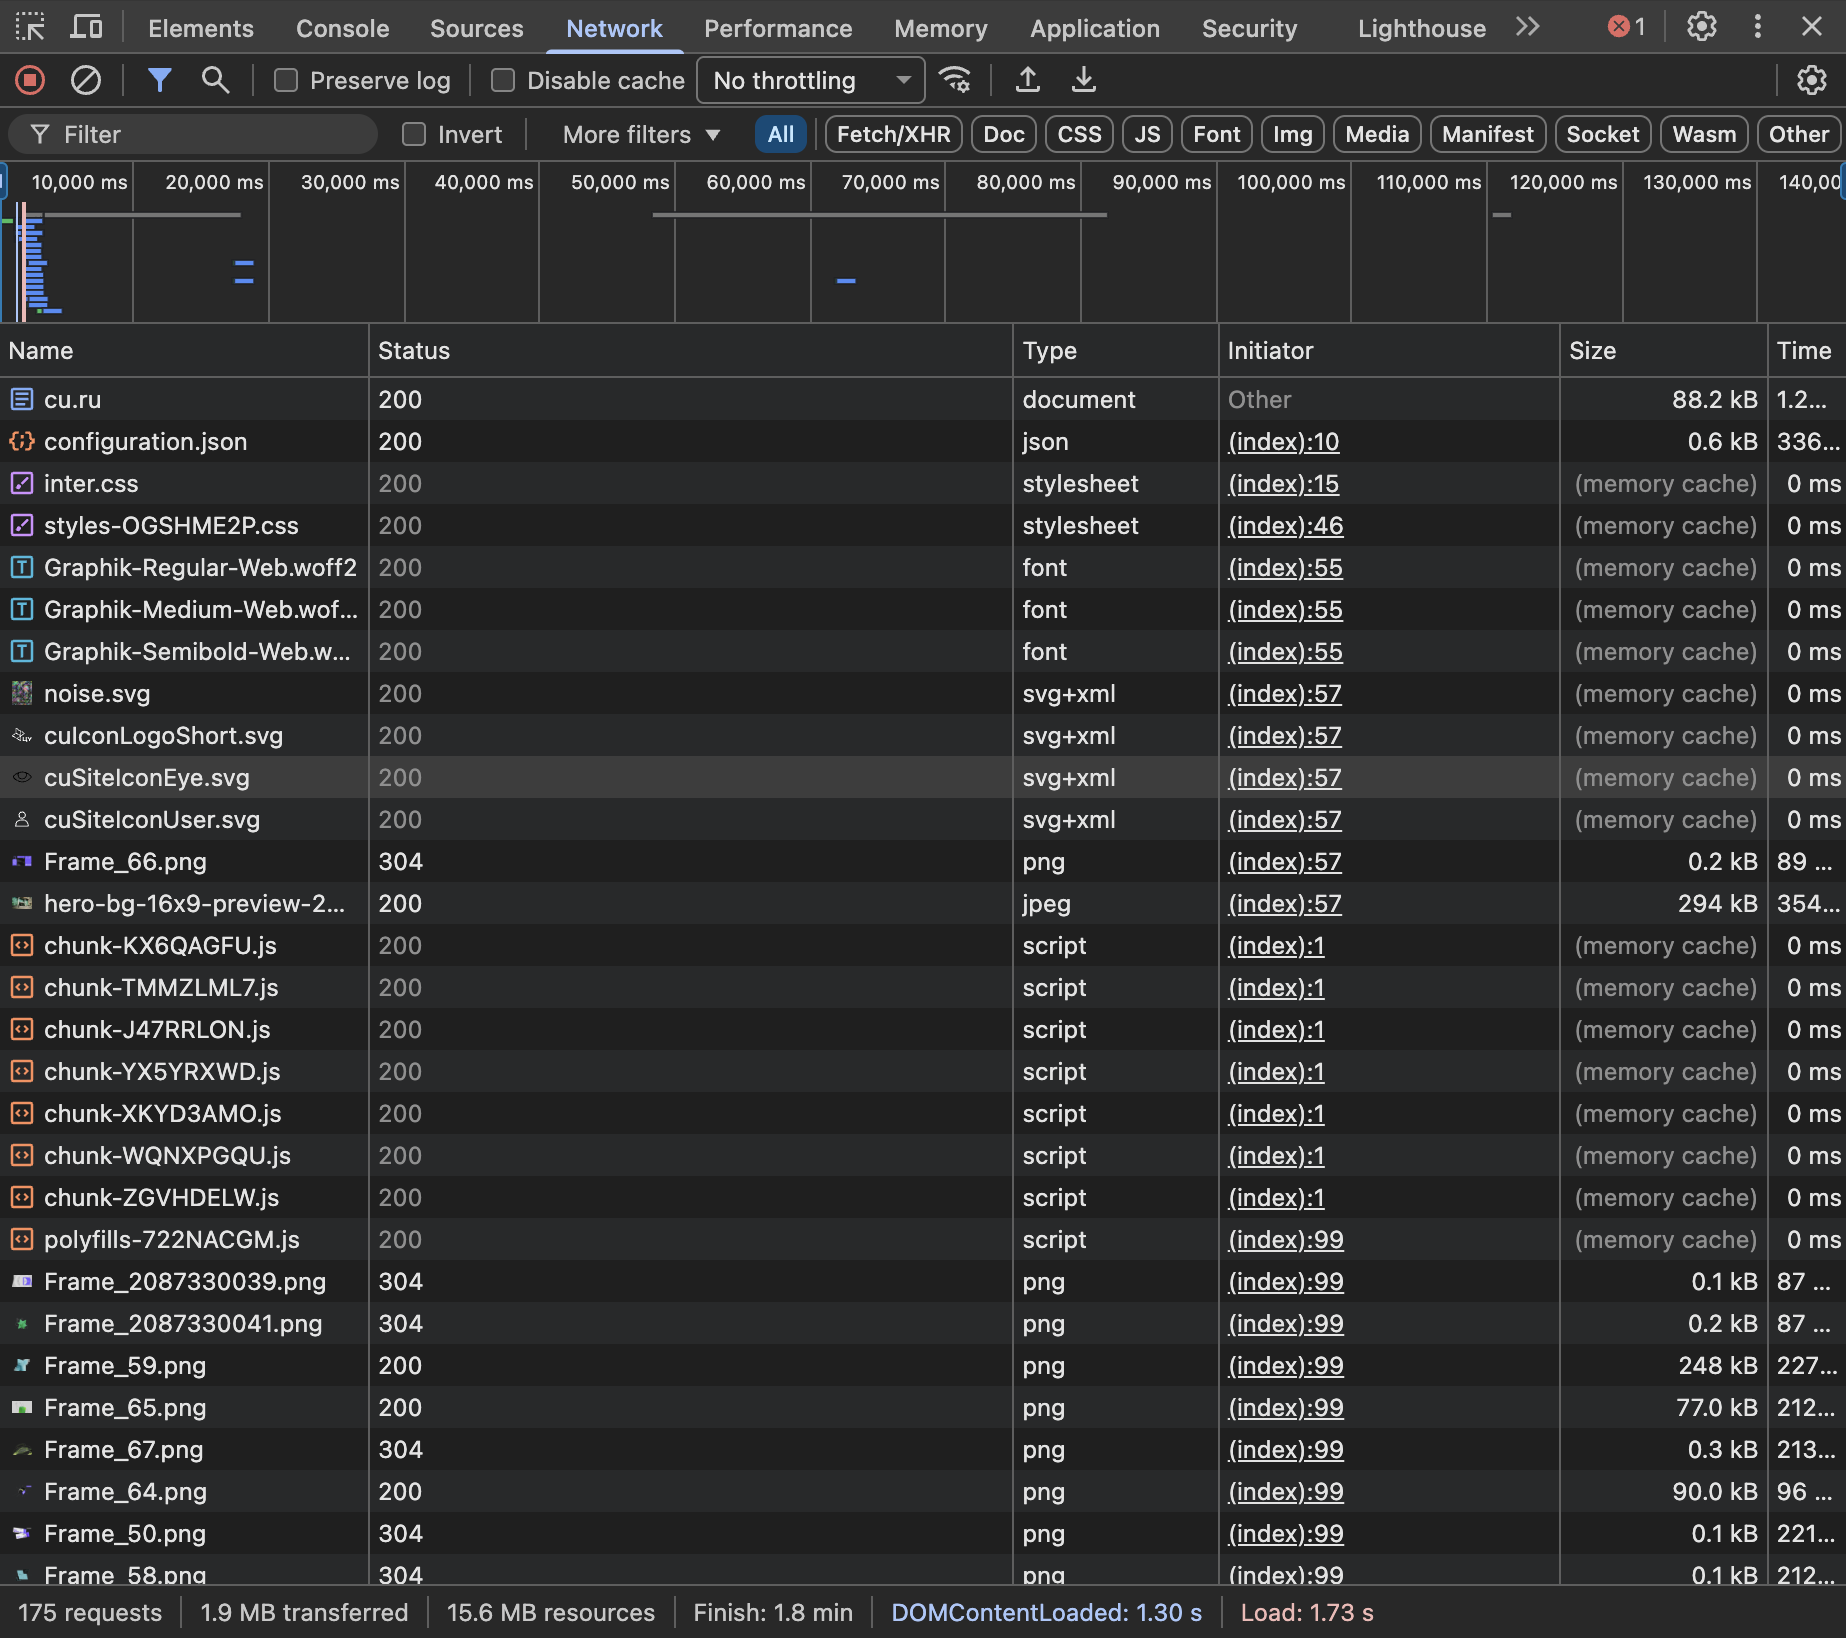 Elements Console Sources Network Performance Memory Application Security Lighthouse 1
Preserve log Disable cache No throttling
Filter Invert More filters All Fetch/XHR Doc CSS JS Font Img Media Manifest Socket Wasm Other
10,000 ms 20,000 ms 30,000 ms 40,000 ms 50,000 ms 60,000 ms 70,000 ms 80,000 ms 90,000 ms 100,000 ms 110,000 ms 120,000 ms 130,000 ms 140,00
Name Status Type Initiator Size Time
cu.ru 200 document Other 88.2 kB 1.2...
configuration.json 200 json (index):10 0.6 kB 336...
inter.css 200 stylesheet (index):15 (memory cache) 0 ms
styles-OGSHME2P.css 200 stylesheet (index):46 (memory cache) 0 ms
Graphik-Regular-Web.woff2 200 font (index):55 (memory cache) 0 ms
Graphik-Medium-Web.wof... 200 font (index):55 (memory cache) 0 ms
Graphik-Semibold-Web.w... 200 font (index):55 (memory cache) 0 ms
noise.svg 200 svg+xml (index):57 (memory cache) 0 ms
cuIconLogoShort.svg 200 svg+xml (index):57 (memory cache) 0 ms
cuSiteIconEye.svg 200 svg+xml (index):57 (memory cache) 0 ms
cuSiteIconUser.svg 200 svg+xml (index):57 (memory cache) 0 ms
Frame_66.png 304 png (index):57 0.2 kB 89 ...
hero-bg-16x9-preview-2... 200 jpeg (index):57 294 kB 354...
chunk-KX6QAGFU.js 200 script (index):1 (memory cache) 0 ms
chunk-TMMZLML7.js 200 script (index):1 (memory cache) 0 ms
chunk-J47RRLON.js 200 script (index):1 (memory cache) 0 ms
chunk-YX5YRXWD.js 200 script (index):1 (memory cache) 0 ms
chunk-XKYD3AMO.js 200 script (index):1 (memory cache) 0 ms
chunk-WQNXPGQU.js 200 script (index):1 (memory cache) 0 ms
chunk-ZGVHDELW.js 200 script (index):1 (memory cache) 0 ms
polyfills-722NACGM.js 200 script (index):99 (memory cache) 0 ms
Frame_2087330039.png 304 png (index):99 0.1 kB 87 ...
Frame_2087330041.png 304 png (index):99 0.2 kB 87 ...
Frame_59.png 200 png (index):99 248 kB 227...
Frame_65.png 200 png (index):99 77.0 kB 212...
Frame_67.png 304 png (index):99 0.3 kB 213...
Frame_64.png 200 png (index):99 90.0 kB 96 ...
Frame_50.png 304 png (index):99 0.1 kB 221...
Frame_58.png 304 png (index):99 0.1 kB 212...
175 requests 1.9 MB transferred 15.6 MB resources Finish: 1.8 min DOMContentLoaded: 1.30 s Load: 1.73 s